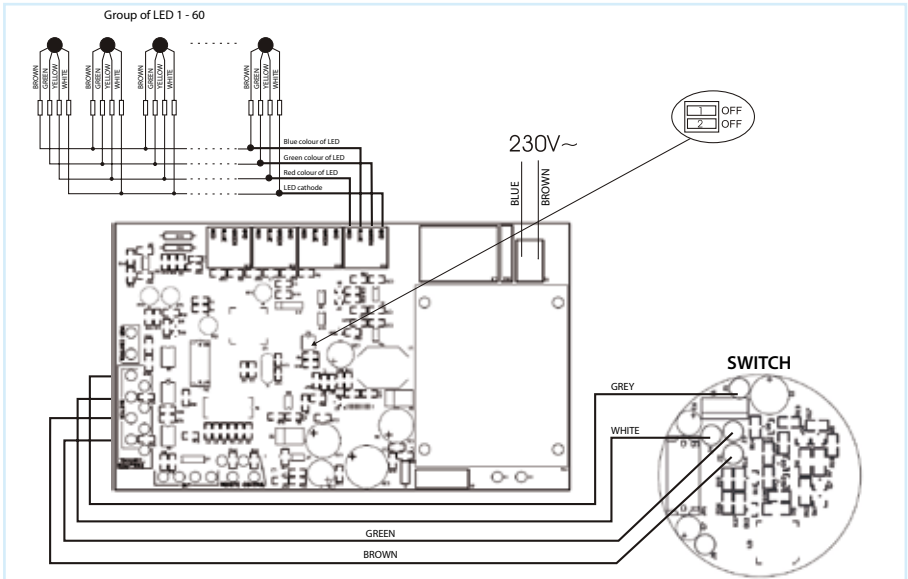 Group of LED 1 - 60
BROWN
GREEN
YELLOW
WHITE
BROWN
GREEN
YELLOW
WHITE
BROWN
GREEN
YELLOW
WHITE
BROWN
GREEN
YELLOW
WHITE
Blue colour of LED
Green colour of LED
Red colour of LED
LED cathode
230V~
BLUE
BROWN
1 OFF
2 OFF
SWITCH
GREY
WHITE
GREEN
BROWN